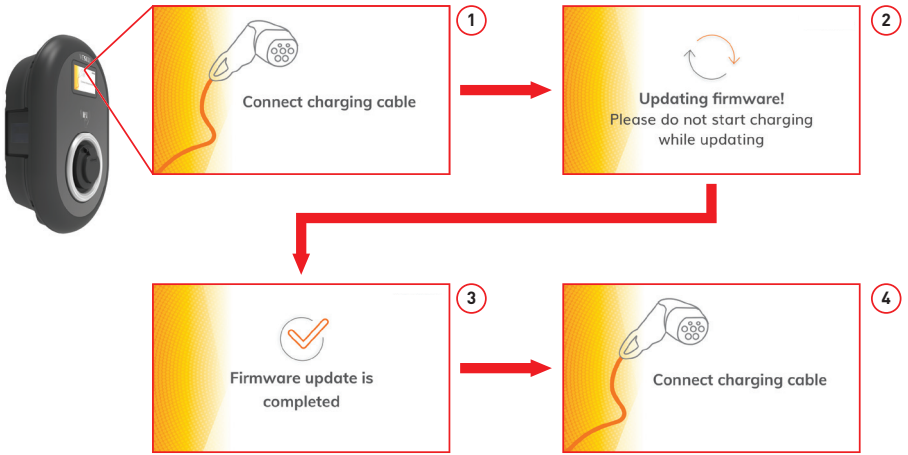 1
Connect charging cable
2
Updating firmware!
Please do not start charging
while updating
3
Firmware update is
completed
4
Connect charging cable